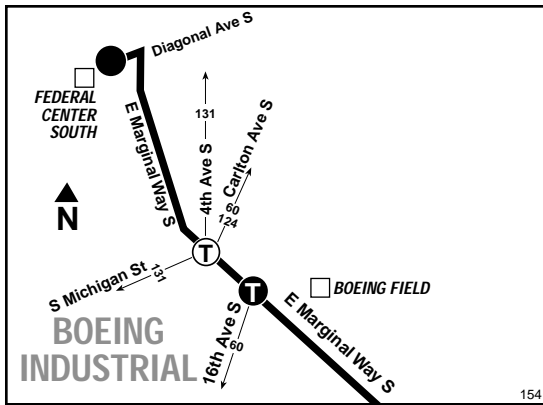 Diagonal Ave S
FEDERAL
CENTER
SOUTH
E Marginal Way S
131
4th Ave S
Carlton Ave S
60
124
N
T
S Michigan St
131
T
BOEING FIELD
E Marginal Way S
BOEING
INDUSTRIAL
16th Ave S
60
154